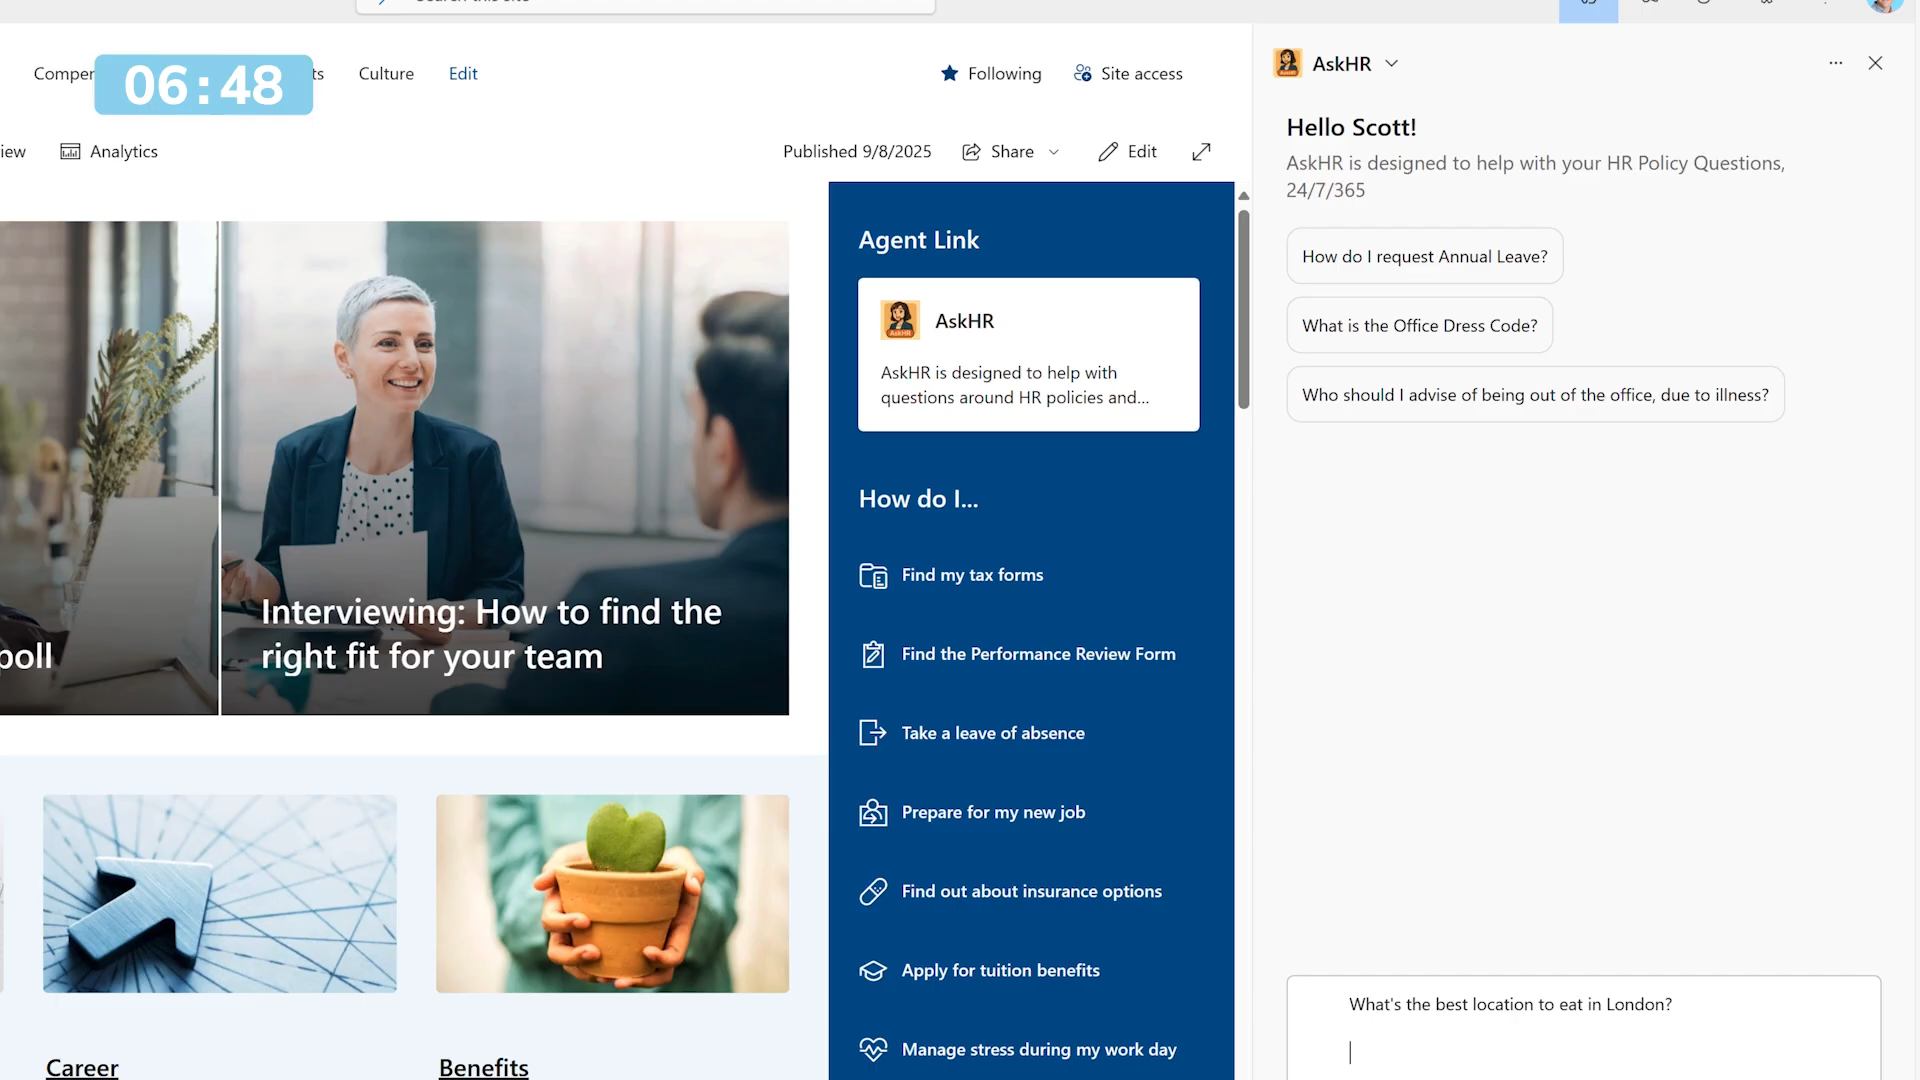 06:48
Culture
Edit
Following
Site access
Analytics
Published 9/8/2025
Share
Edit
Interviewing: How to find the
right fit for your team
Career
Benefits
Agent Link
AskHR
AskHR
AskHR is designed to help with
questions around HR policies and...
How do I...
Find my tax forms
Find the Performance Review Form
Take a leave of absence
Prepare for my new job
Find out about insurance options
Apply for tuition benefits
Manage stress during my work day
AskHR
Hello Scott!
AskHR is designed to help with your HR Policy Questions,
24/7/365
How do I request Annual Leave?
What is the Office Dress Code?
Who should I advise of being out of the office, due to illness?
What's the best location to eat in London?